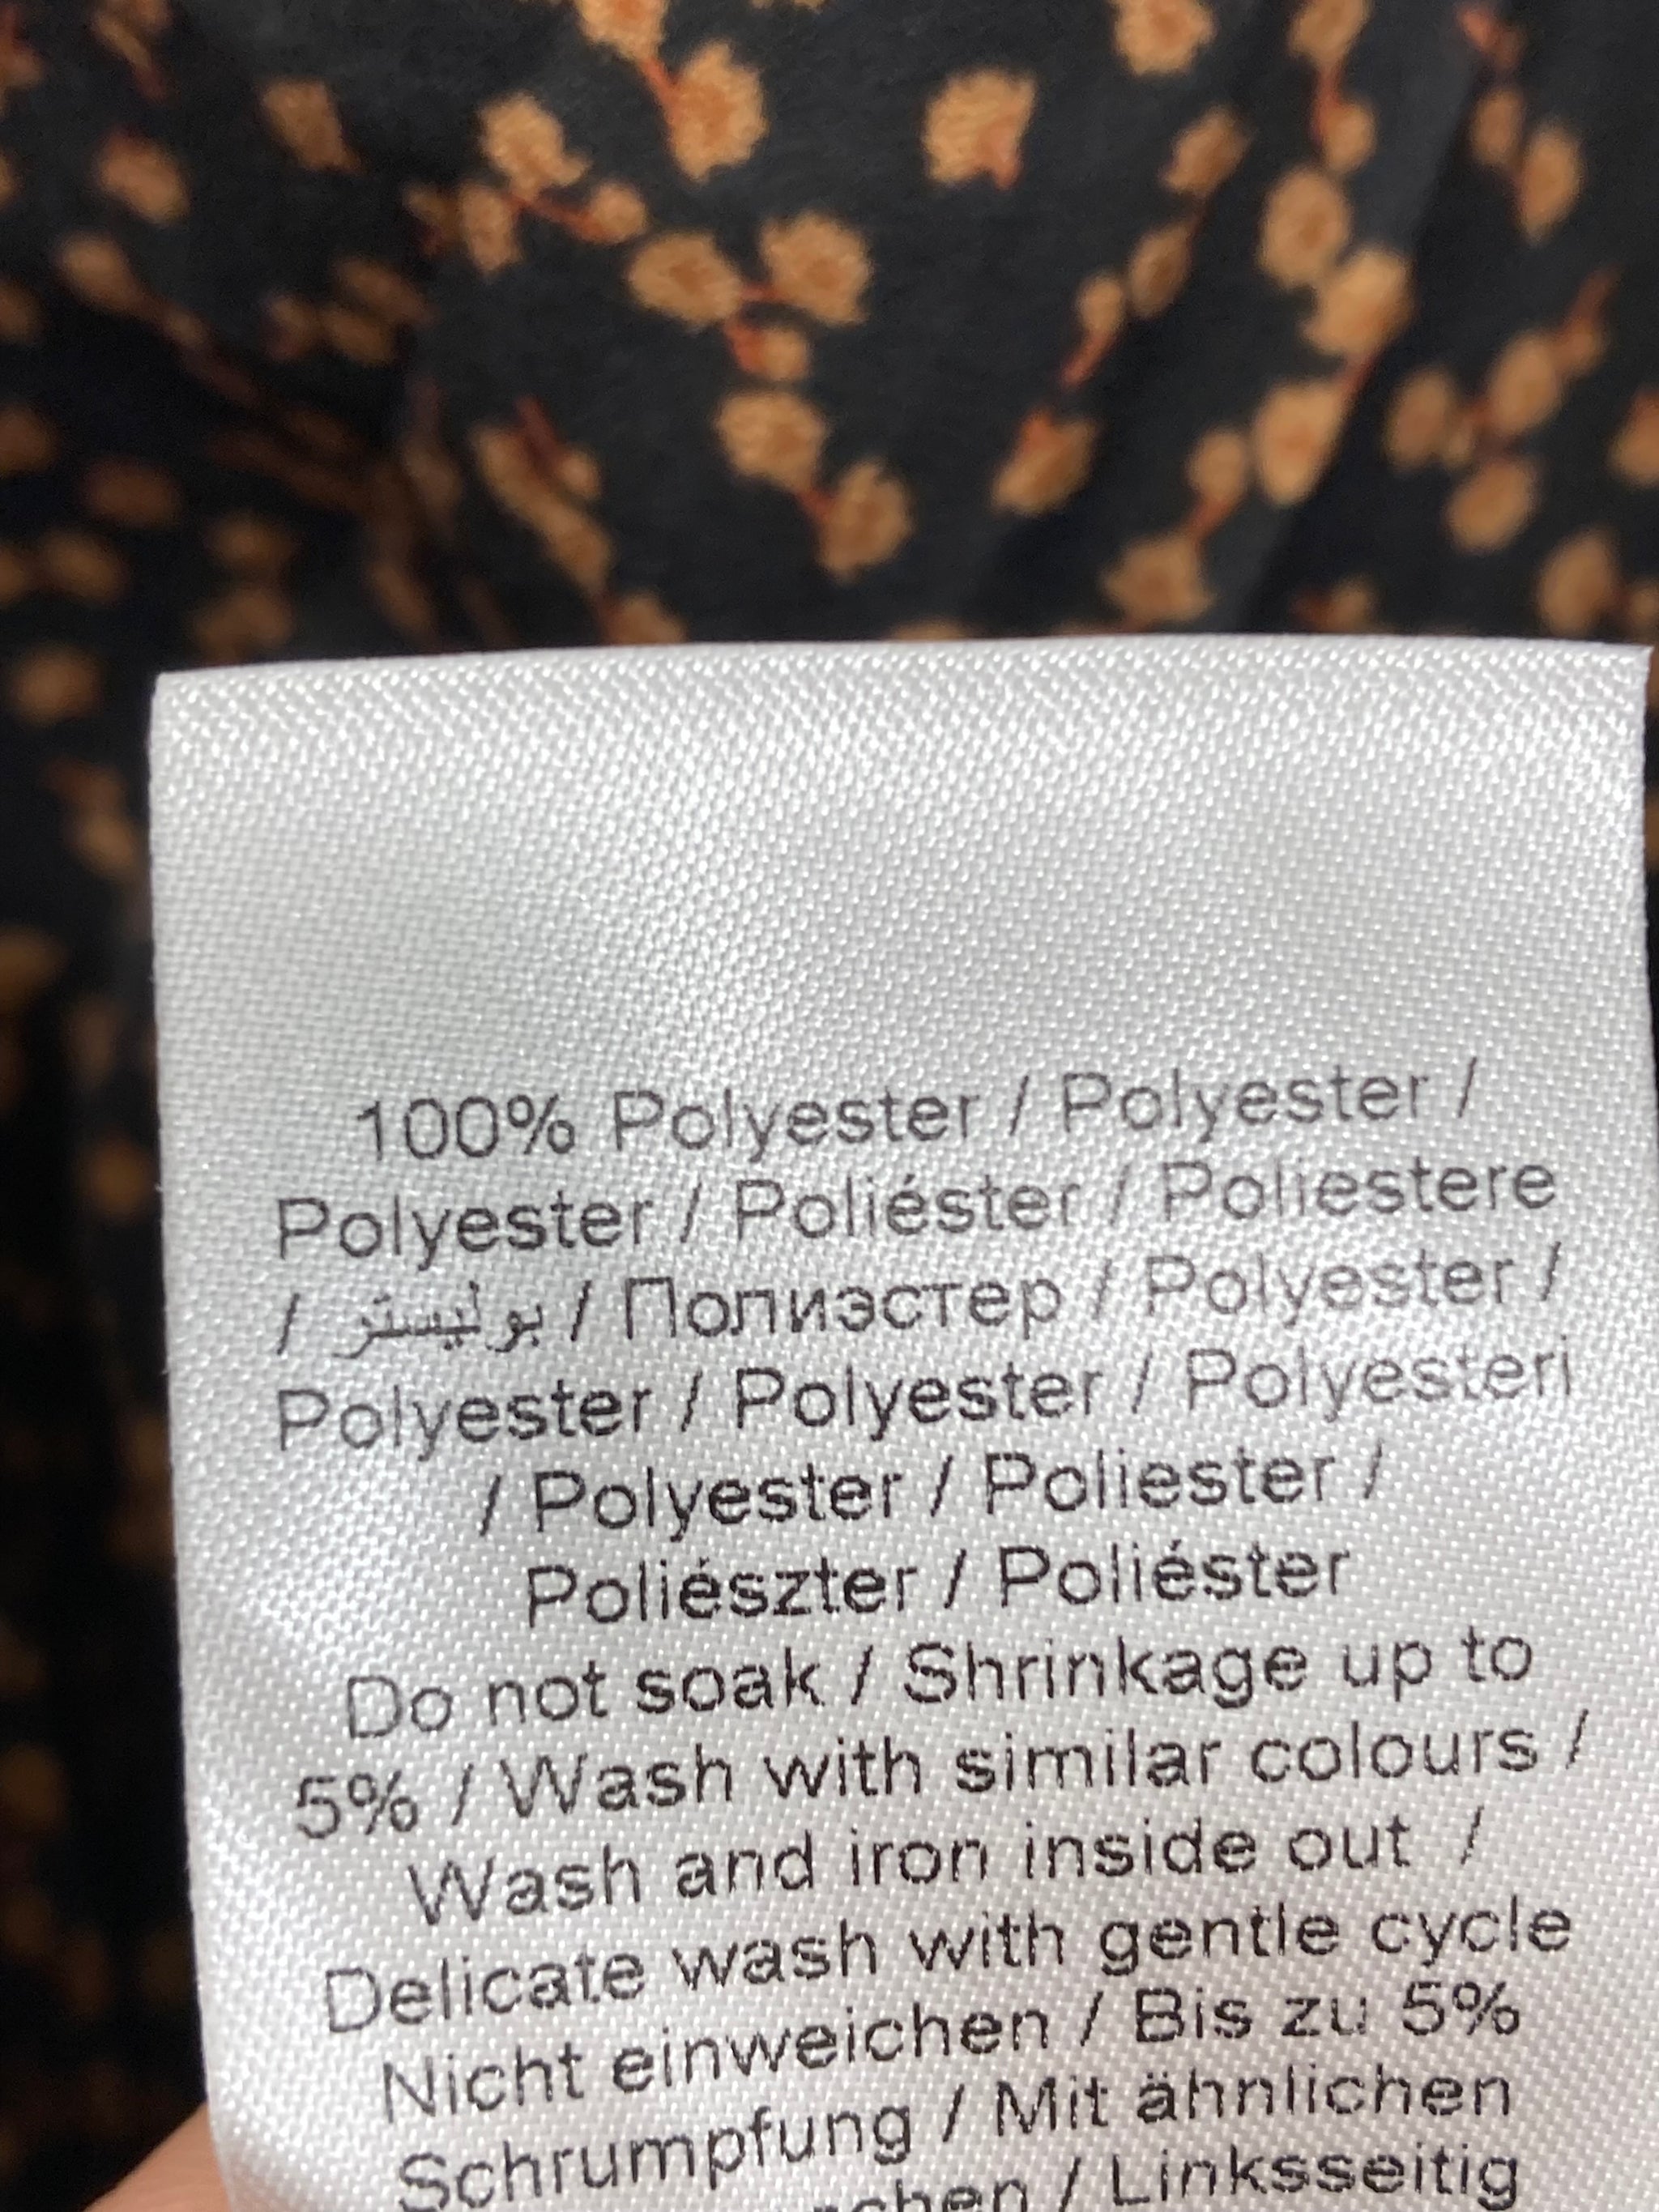 100% Polyester / Polyester /
Polyester / Poliéster / Poliestere
/ بوليستر / Полиэстер / Polyester /
Polyester / Polyester / Polyesteri
/ Polyester / Poliester /
Poliészter / Poliéster
Do not soak / Shrinkage up to
5% / Wash with similar colours /
Wash and iron inside out /
Delicate wash with gentle cycle
Nicht einweichen / Bis zu 5%
Schrumpfung / Mit ähnlichen
/ Linksseitig